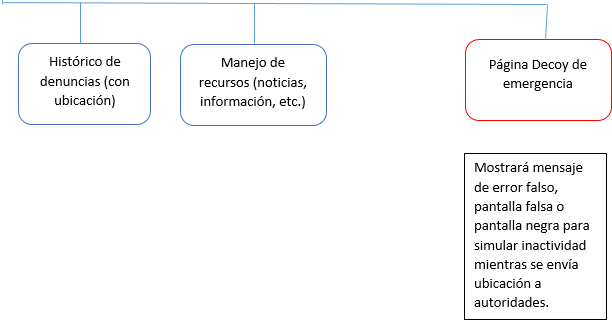 Histórico de
denuncias (con
ubicación)
Manejo de
recursos (noticias,
información, etc.)
Página Decoy de
emergencia
Mostrará mensaje
de error falso,
pantalla falsa o
pantalla negra para
simular inactividad
mientras se envía
ubicación a
autoridades.